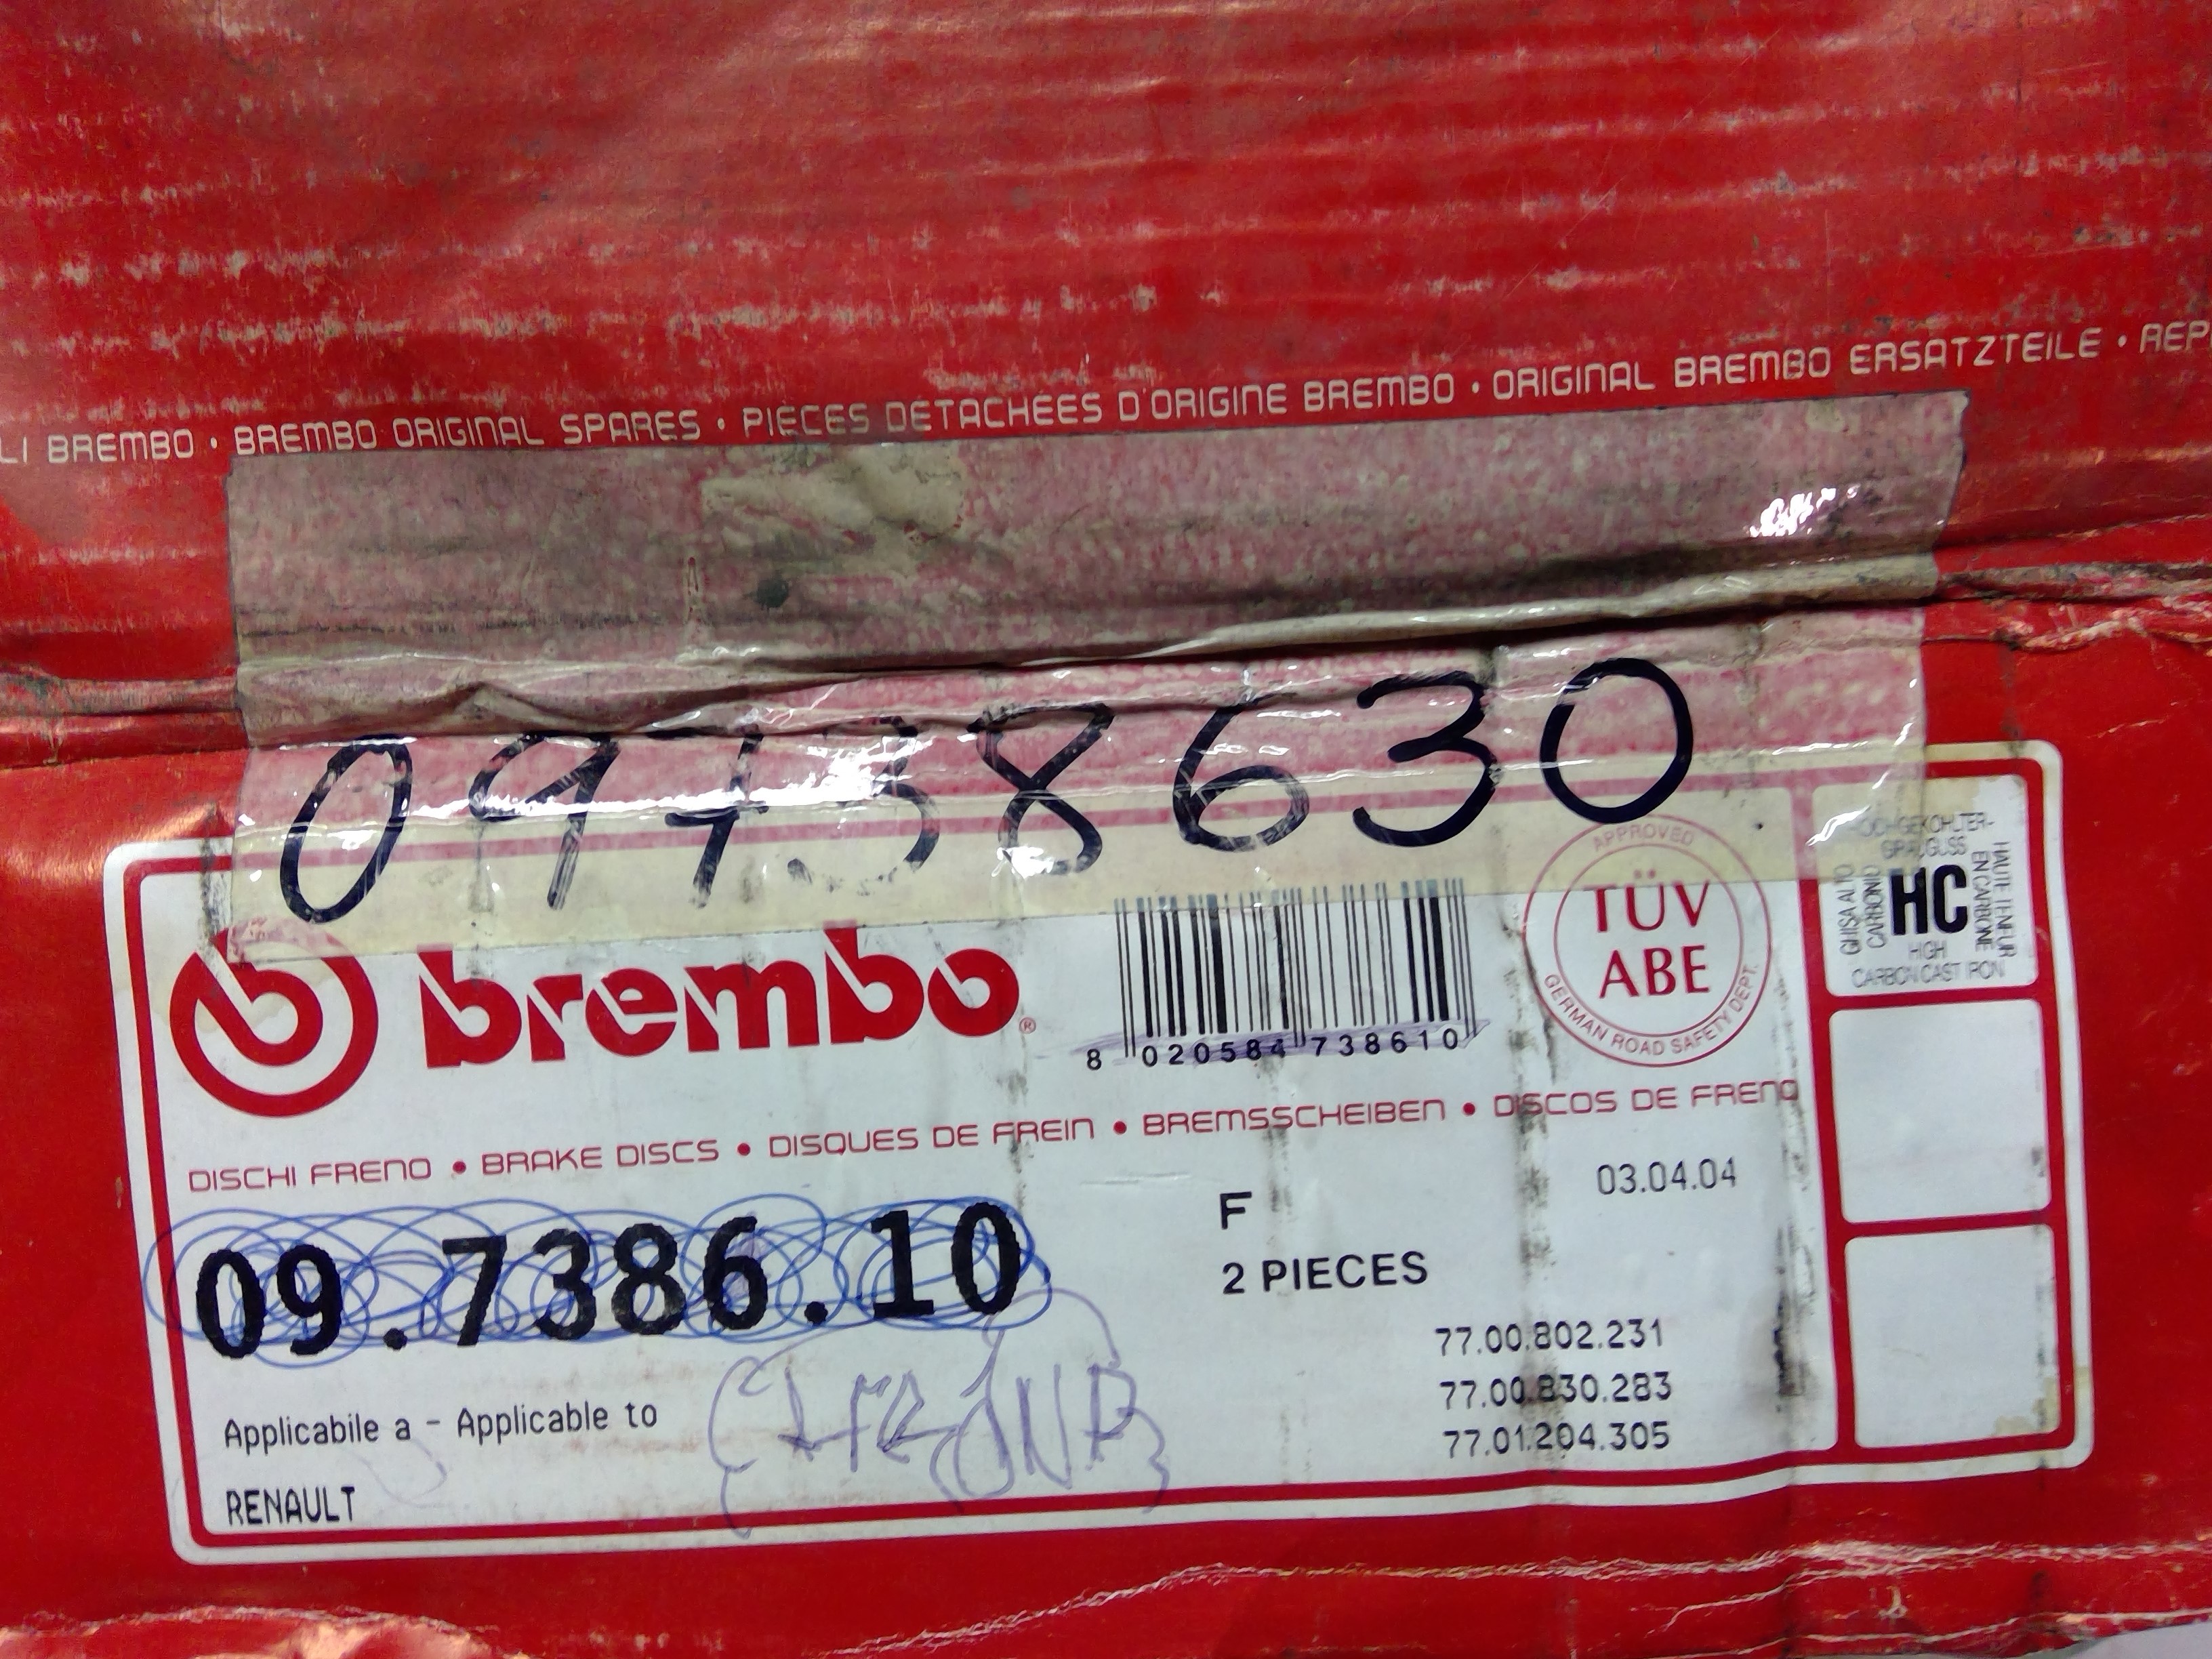 LI BREMBO • BREMBO ORIGINAL SPARES • PIECES DETACHÉES D'ORIGINE BREMBO • ORIGINAL BREMBO ERSATZTEILE • REP
09738630
brembo®
8 020584 738610
APPROVED
TÜV
ABE
GERMAN ROAD SAFETY DEPT.
HOCHGEKOHLTER-
GRAUGUSS
GHISA ALTO
CARBONIO
HC
HAUTE TENEUR
EN CARBONE
HIGH
CARBON CAST IRON
DISCHI FRENO • BRAKE DISCS • DISQUES DE FREIN • BREMSSCHEIBEN • DISCOS DE FRENO
09.7386.10
F
03.04.04
2 PIECES
77.00.802.231
77.00.830.283
77.01.204.305
Applicabile a - Applicable to
RENAULT